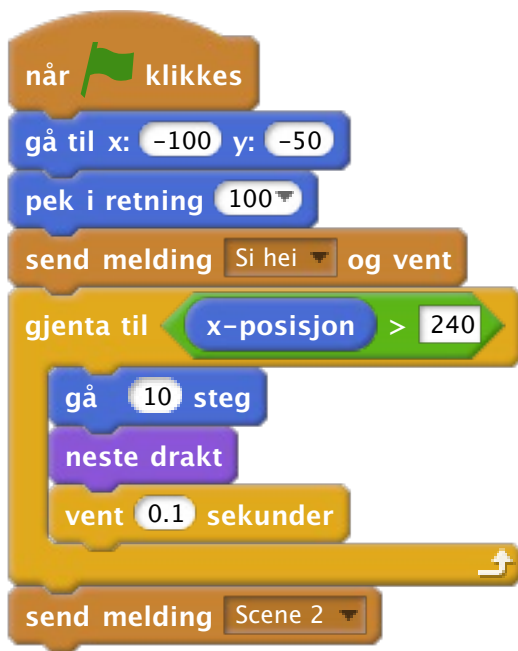 når klikkes
gå til x: -100 y: -50
pek i retning 100
send melding Si hei og vent
gjenta til x-posisjon > 240
gå 10 steg
neste drakt
vent 0.1 sekunder
send melding Scene 2